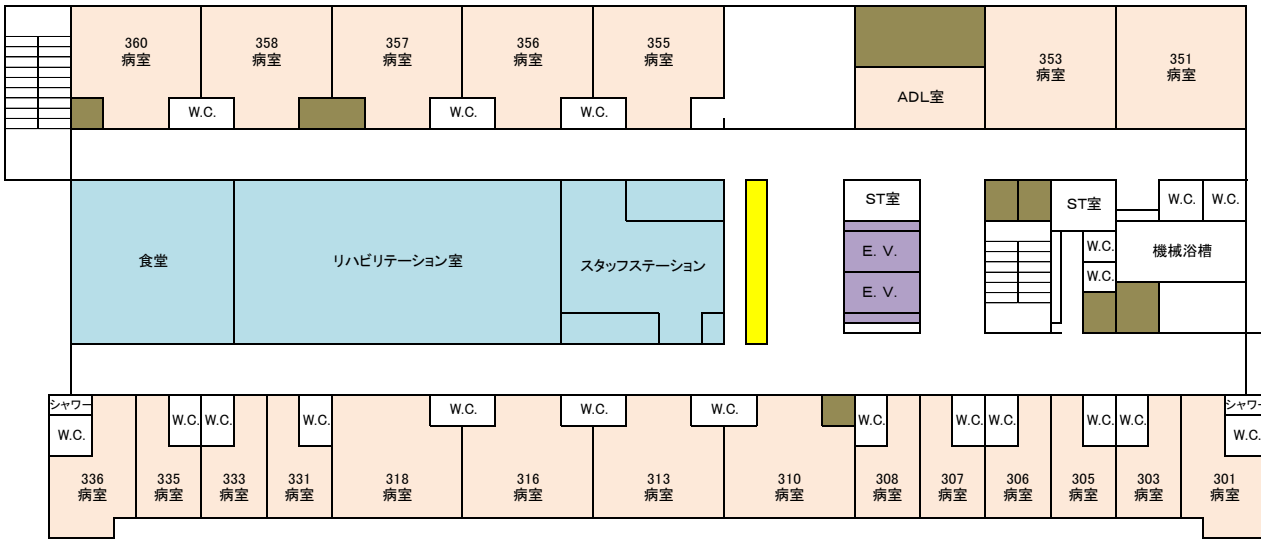 360
病室
358
病室
357
病室
356
病室
355
病室
353
病室
351
病室
ADL室
W.C.
W.C.
W.C.
食堂
リハビリテーション室
スタッフステーション
ST室
E. V.
E. V.
ST室
W.C.
W.C.
W.C.
W.C.
機械浴槽
シャワー
W.C.
W.C.
W.C.
W.C.
W.C.
W.C.
W.C.
W.C.
W.C.
W.C.
W.C.
W.C.
シャワー
W.C.
336
病室
335
病室
333
病室
331
病室
318
病室
316
病室
313
病室
310
病室
308
病室
307
病室
306
病室
305
病室
303
病室
301
病室